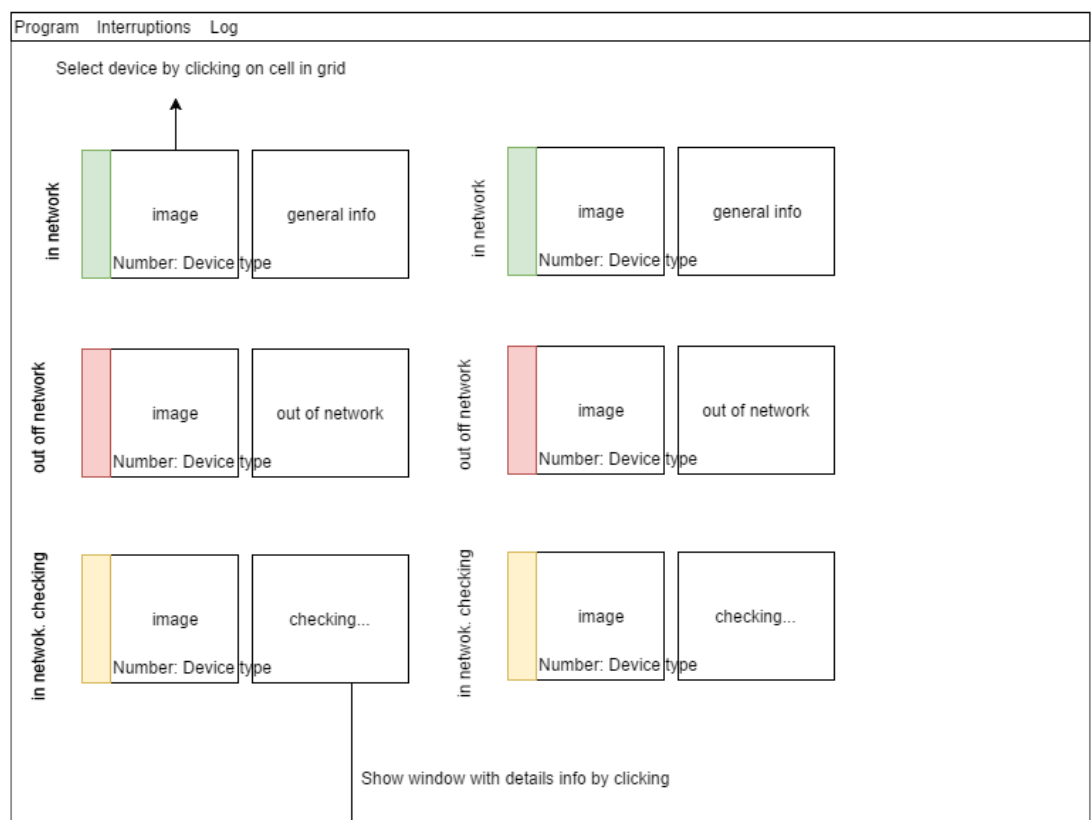 Program Interruptions Log
Select device by clicking on cell in grid
in network
image
general info
Number: Device type
in network
image
general info
Number: Device type
out off network
image
out of network
Number: Device type
out off network
image
out of network
Number: Device type
in netwok. checking
image
checking...
Number: Device type
in netwok. checking
image
checking...
Number: Device type
Show window with details info by clicking